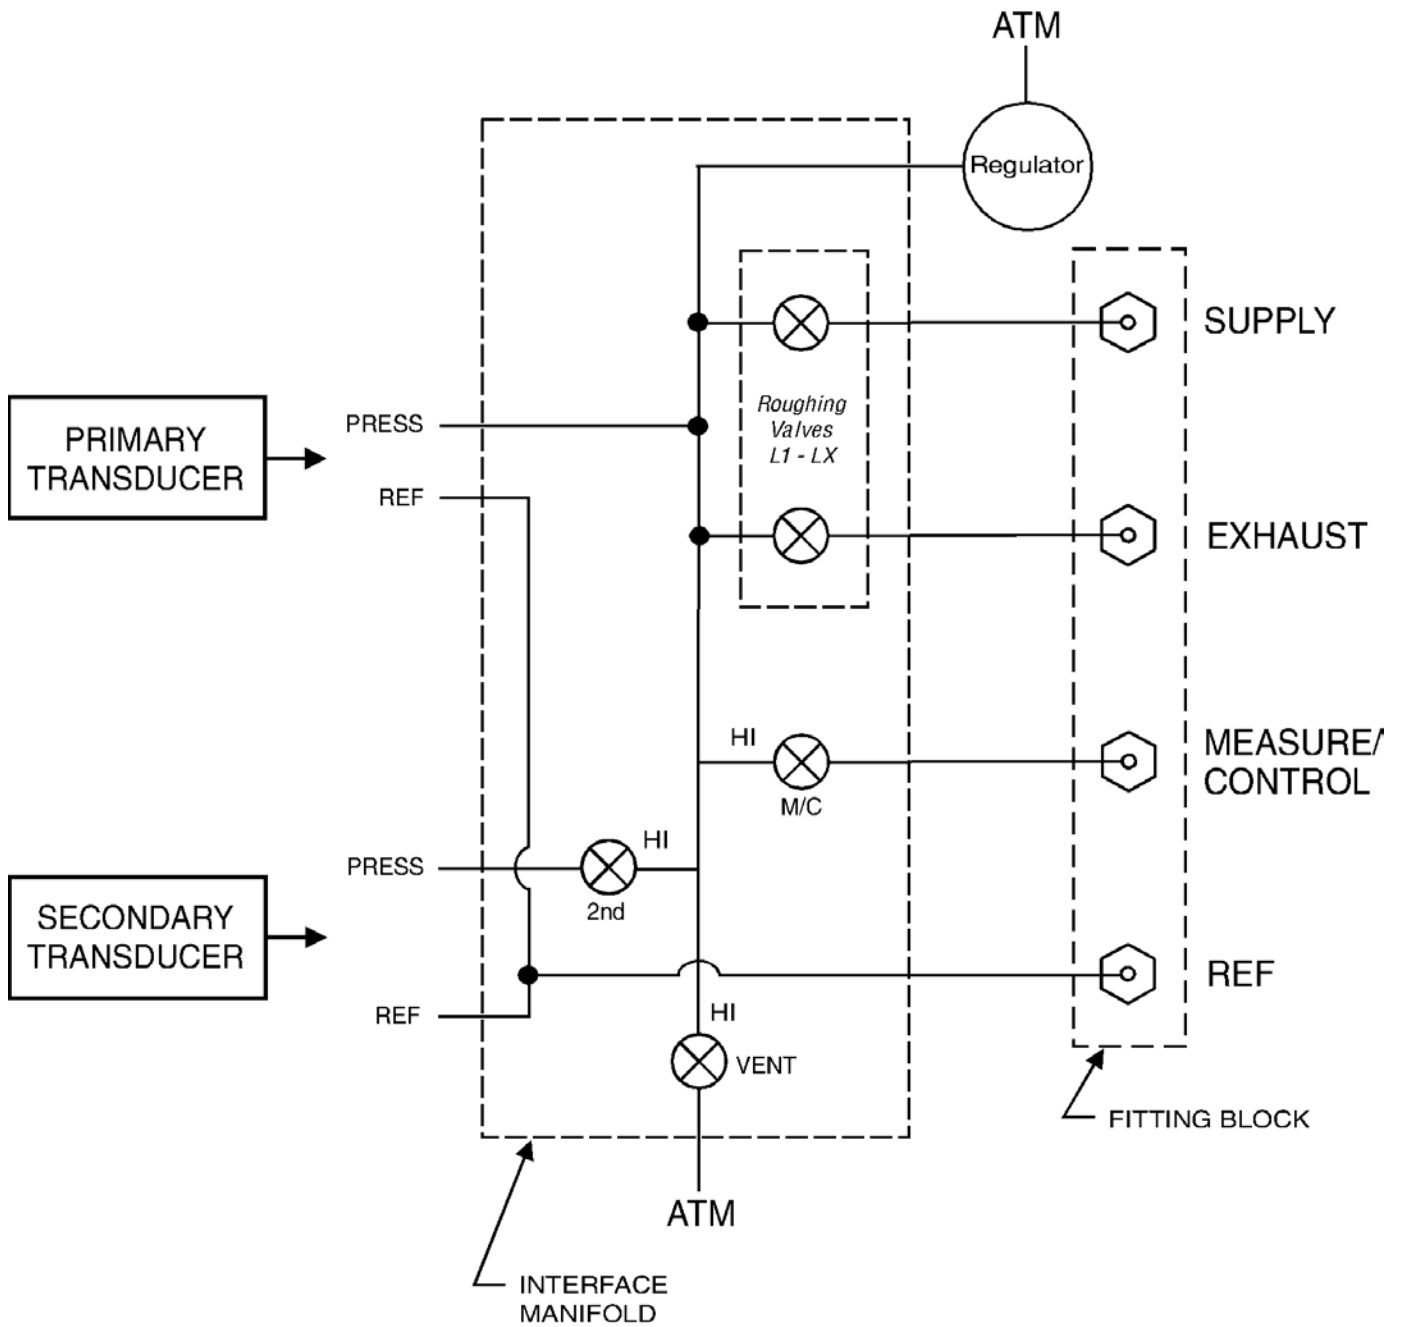 ATM
Regulator
SUPPLY
Roughing
Valves
L1 - LX
PRESS
PRIMARY
TRANSDUCER
REF
EXHAUST
HI
MEASURE/
CONTROL
M/C
HI
PRESS
2nd
SECONDARY
TRANSDUCER
REF
REF
HI
VENT
FITTING BLOCK
ATM
INTERFACE
MANIFOLD